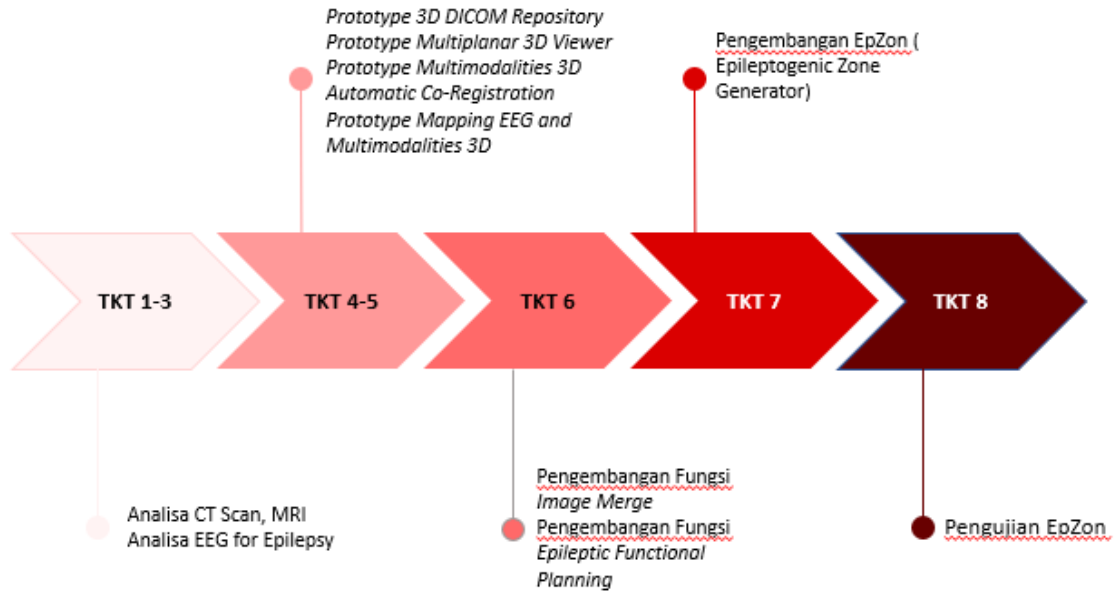 Prototype 3D DICOM Repository
Prototype Multiplanar 3D Viewer
Prototype Multimodalities 3D
Automatic Co-Registration
Prototype Mapping EEG and
Multimodalities 3D
Pengembangan EpZon (
Epileptogenic Zone
Generator)
TKT 1-3
TKT 4-5
TKT 6
TKT 7
TKT 8
Analisa CT Scan, MRI
Analisa EEG for Epilepsy
Pengembangan Fungsi
Image Merge
Pengembangan Fungsi
Epileptic Functional
Planning
Pengujian EpZon